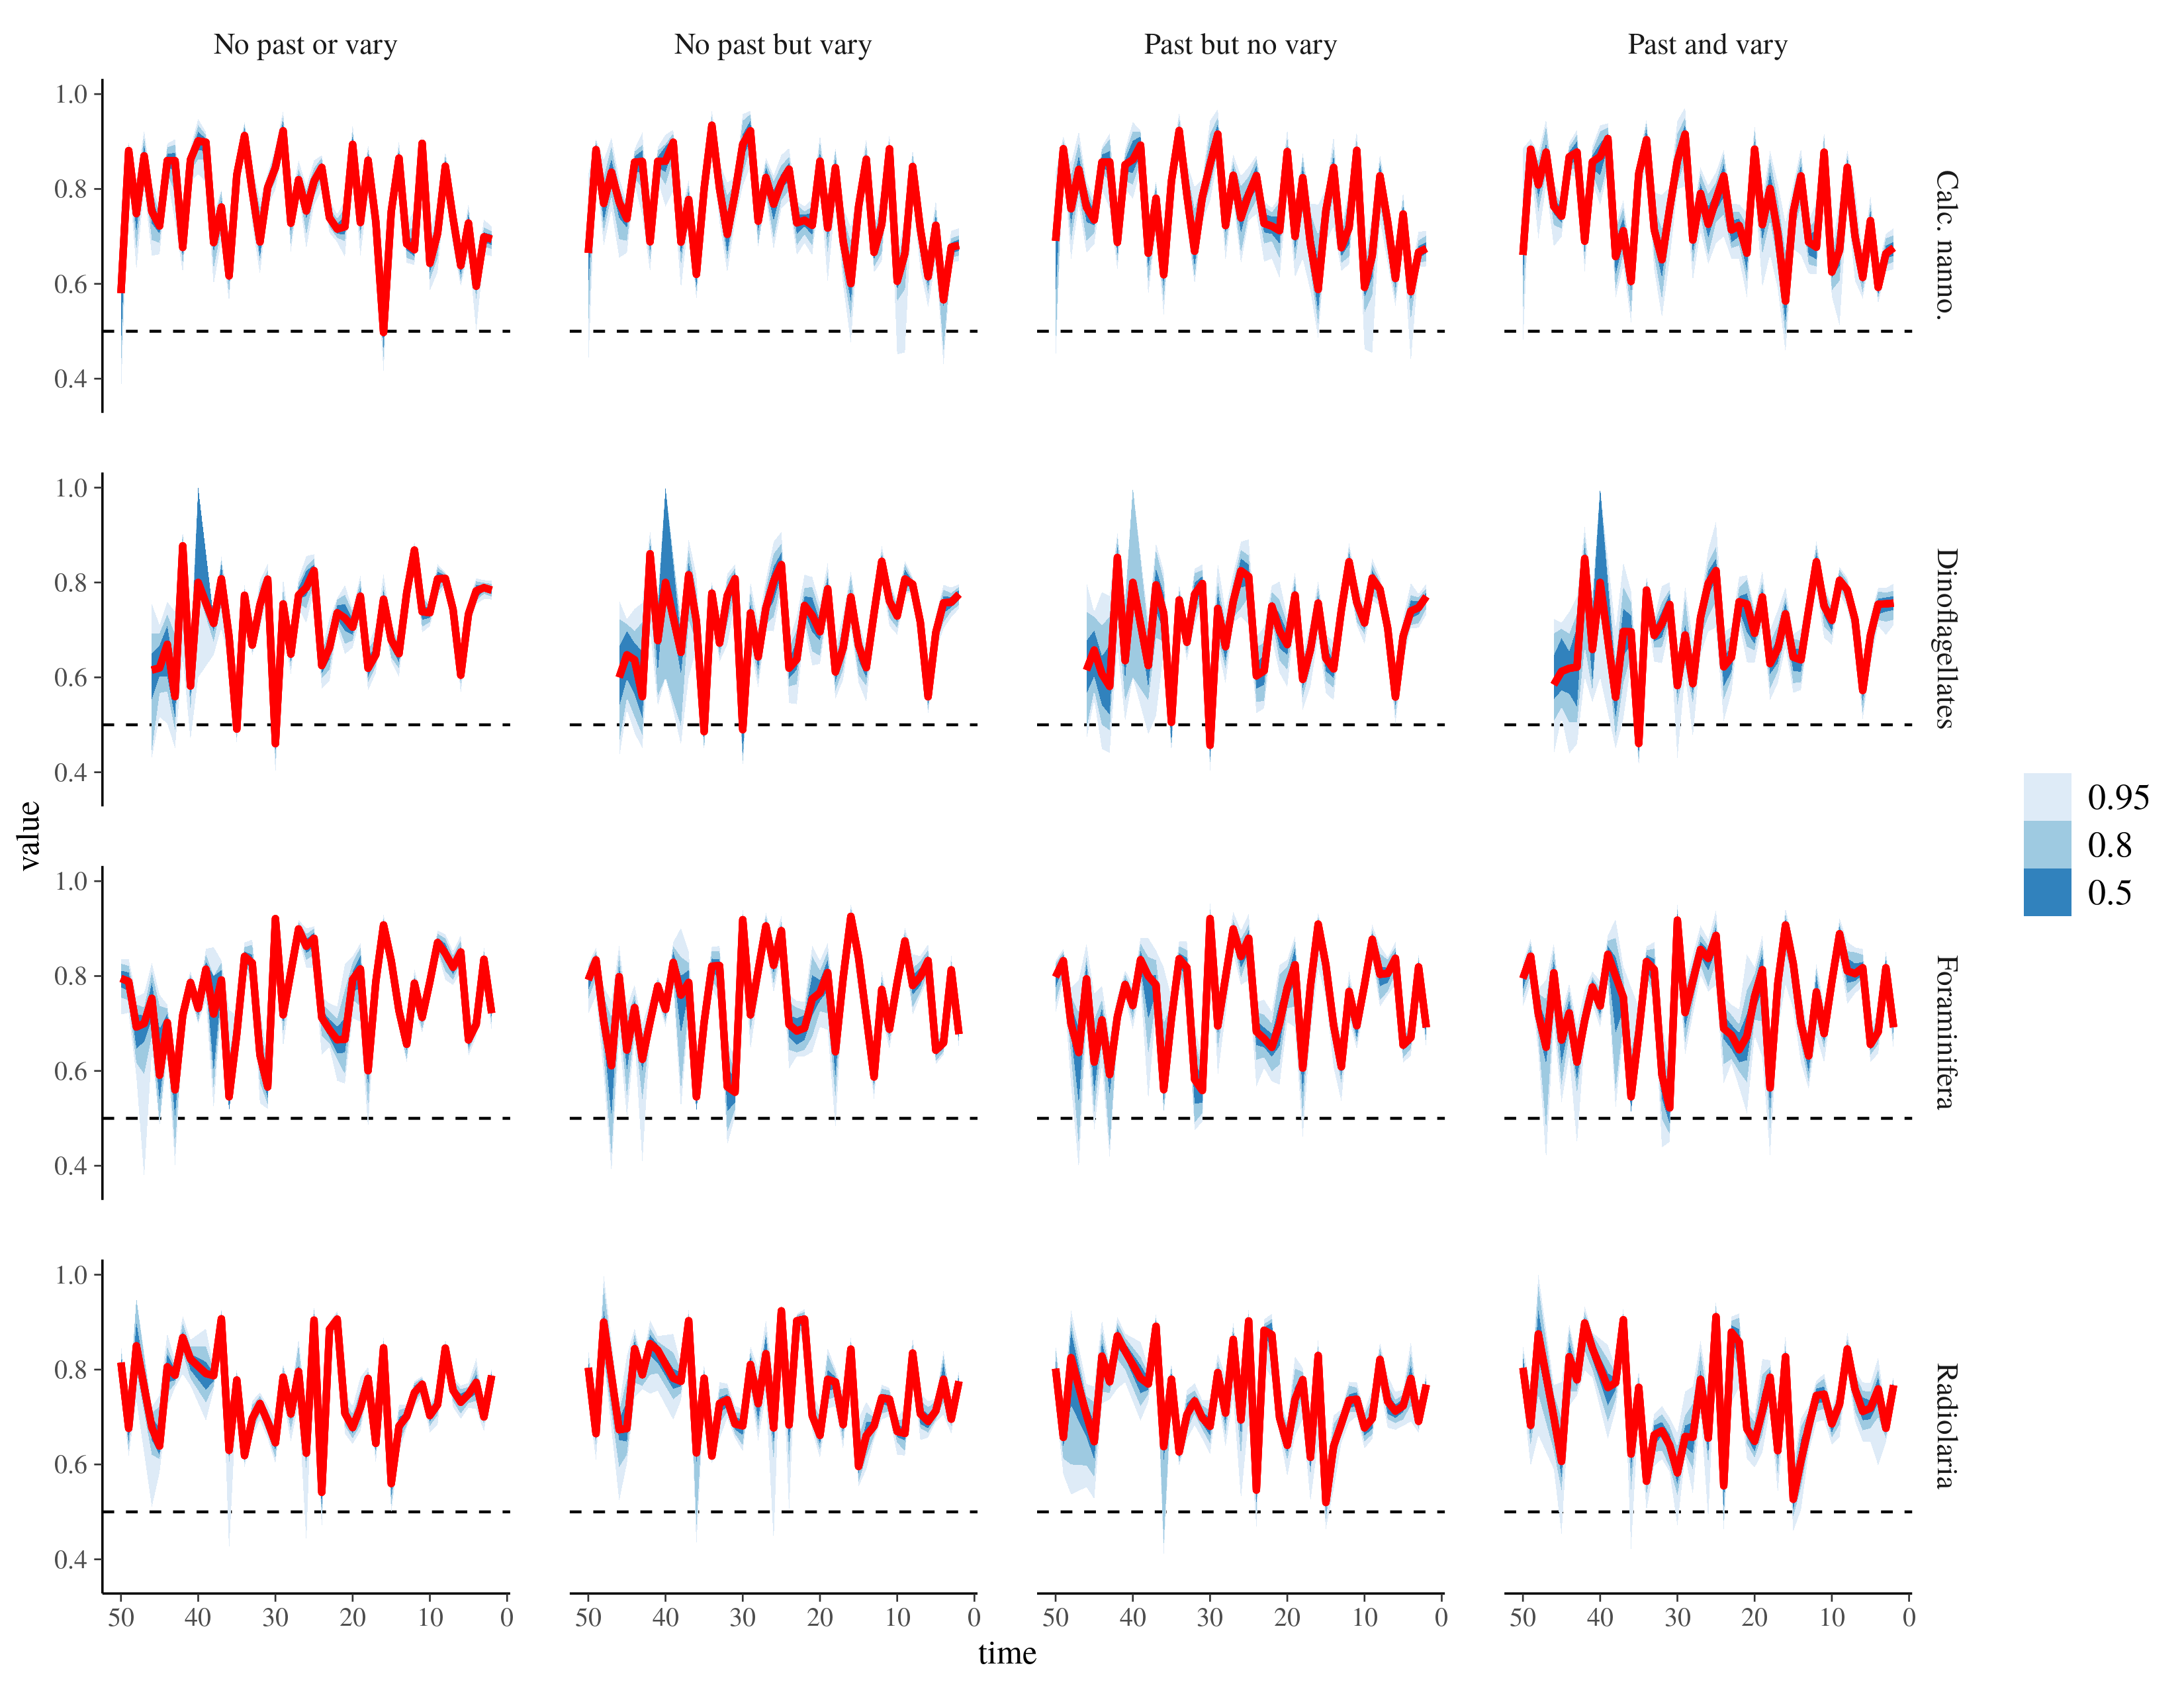 No past or vary
No past but vary
Past but no vary
Past and vary
1.0
0.8
0.6
0.4
Calc. nanno.
1.0
0.8
0.6
0.4
Dinoflagellates
value
0.95
0.8
0.5
1.0
0.8
0.6
0.4
Foraminifera
1.0
0.8
0.6
0.4
Radiolaria
50 40 30 20 10 0
50 40 30 20 10 0
50 40 30 20 10 0
50 40 30 20 10 0
time